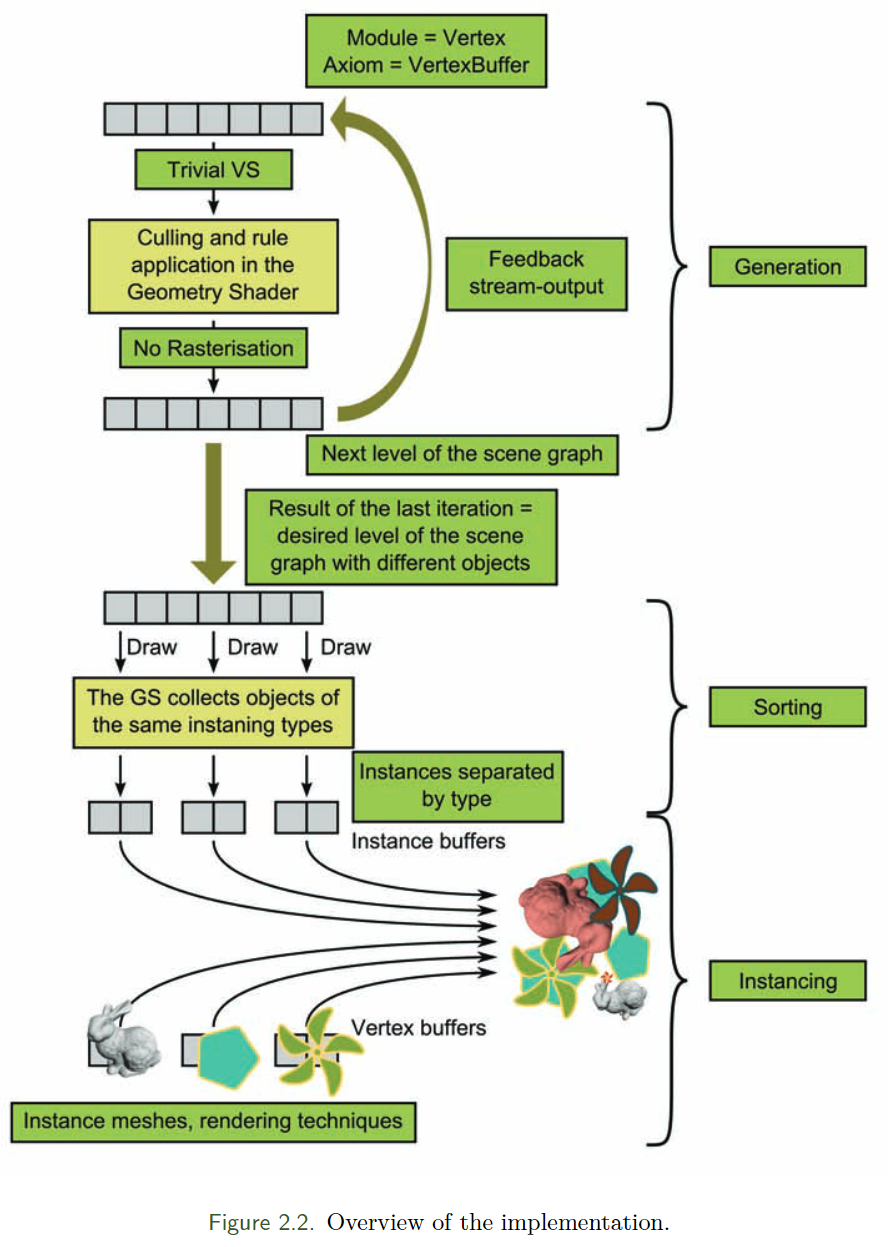 Module = Vertex
Axiom = VertexBuffer
Trivial VS
Culling and rule
application in the
Geometry Shader
Feedback
stream-output
Generation
No Rasterisation
Next level of the scene graph
Result of the last iteration =
desired level of the scene
graph with different objects
Draw
Draw
Draw
The GS collects objects of
the same instaning types
Sorting
Instances separated
by type
Instance buffers
Instancing
Vertex buffers
Instance meshes, rendering techniques
Figure 2.2. Overview of the implementation.